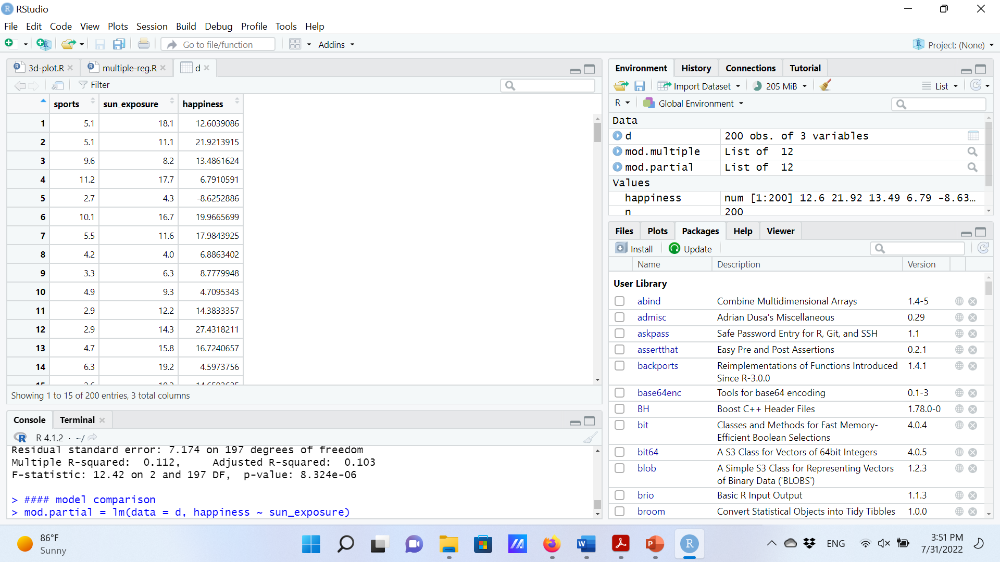 RStudio
File Edit Code View Plots Session Build Debug Profile Tools Help
Go to file/function Addins Project: (None)
3d-plot.R multiple-reg.R d
Filter
sports sun_exposure happiness
1 5.1 18.1 12.6039086
2 5.1 11.1 21.9213915
3 9.6 8.2 13.4861624
4 11.2 17.7 6.7910591
5 2.7 4.3 -8.6252886
6 10.1 16.7 19.9665699
7 5.5 11.6 17.9843925
8 4.2 4.0 6.8863402
9 3.3 6.3 8.7779948
10 4.9 9.3 4.7095343
11 2.9 12.2 14.3833357
12 2.9 14.3 27.4318211
13 4.7 15.8 16.7240657
14 6.3 19.2 4.5973756
Showing 1 to 15 of 200 entries, 3 total columns
Console Terminal
R 4.1.2 · ~/
Residual standard error: 7.174 on 197 degrees of freedom
Multiple R-squared: 0.112, Adjusted R-squared: 0.103
F-statistic: 12.42 on 2 and 197 DF, p-value: 8.324e-06
> #### model comparison
> mod.partial = lm(data = d, happiness ~ sun_exposure)
Environment History Connections Tutorial
Import Dataset 205 MiB List
R Global Environment
Data
d 200 obs. of 3 variables
mod.multiple List of 12
mod.partial List of 12
Values
happiness num [1:200] 12.6 21.92 13.49 6.79 -8.63...
n 200
Files Plots Packages Help Viewer
Install Update
Name Description Version
User Library
abind Combine Multidimensional Arrays 1.4-5
admisc Adrian Dusa's Miscellaneous 0.29
askpass Safe Password Entry for R, Git, and SSH 1.1
assertthat Easy Pre and Post Assertions 0.2.1
backports Reimplementations of Functions Introduced 1.4.1
Since R-3.0.0
base64enc Tools for base64 encoding 0.1-3
BH Boost C++ Header Files 1.78.0-0
bit Classes and Methods for Fast Memory- 4.0.4
Efficient Boolean Selections
bit64 A S3 Class for Vectors of 64bit Integers 4.0.5
blob A Simple S3 Class for Representing Vectors 1.2.3
of Binary Data ('BLOBS')
brio Basic R Input Output 1.1.3
broom Convert Statistical Objects into Tidy Tibbles 1.0.0
86°F
Sunny
ENG
3:51 PM
7/31/2022